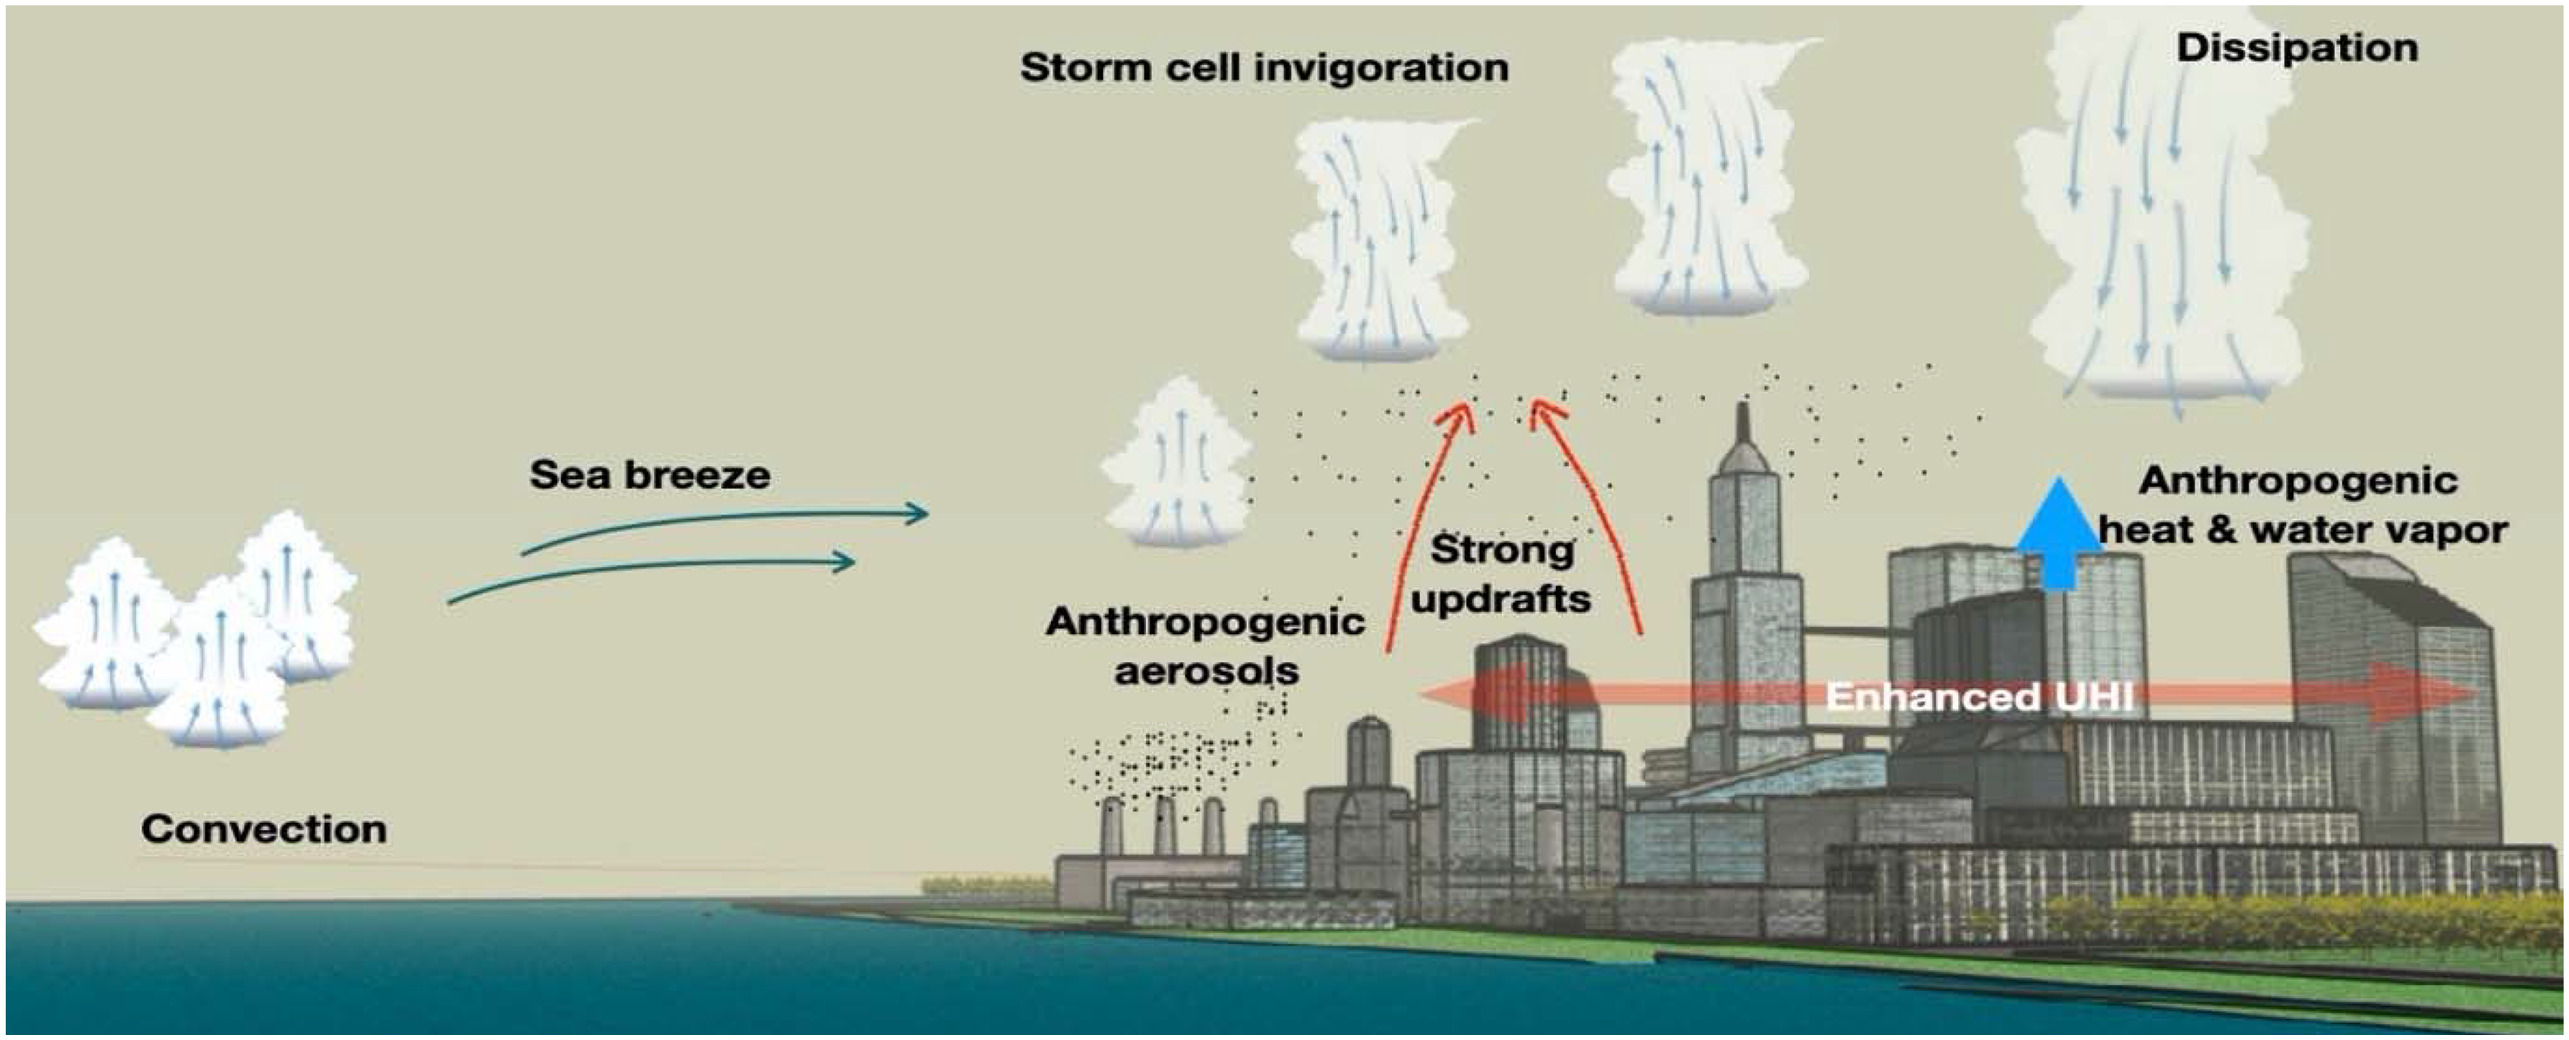 Storm cell invigoration
Dissipation
Sea breeze
Convection
Anthropogenic
aerosols
Strong
updrafts
Anthropogenic
heat & water vapor
Enhanced UHI